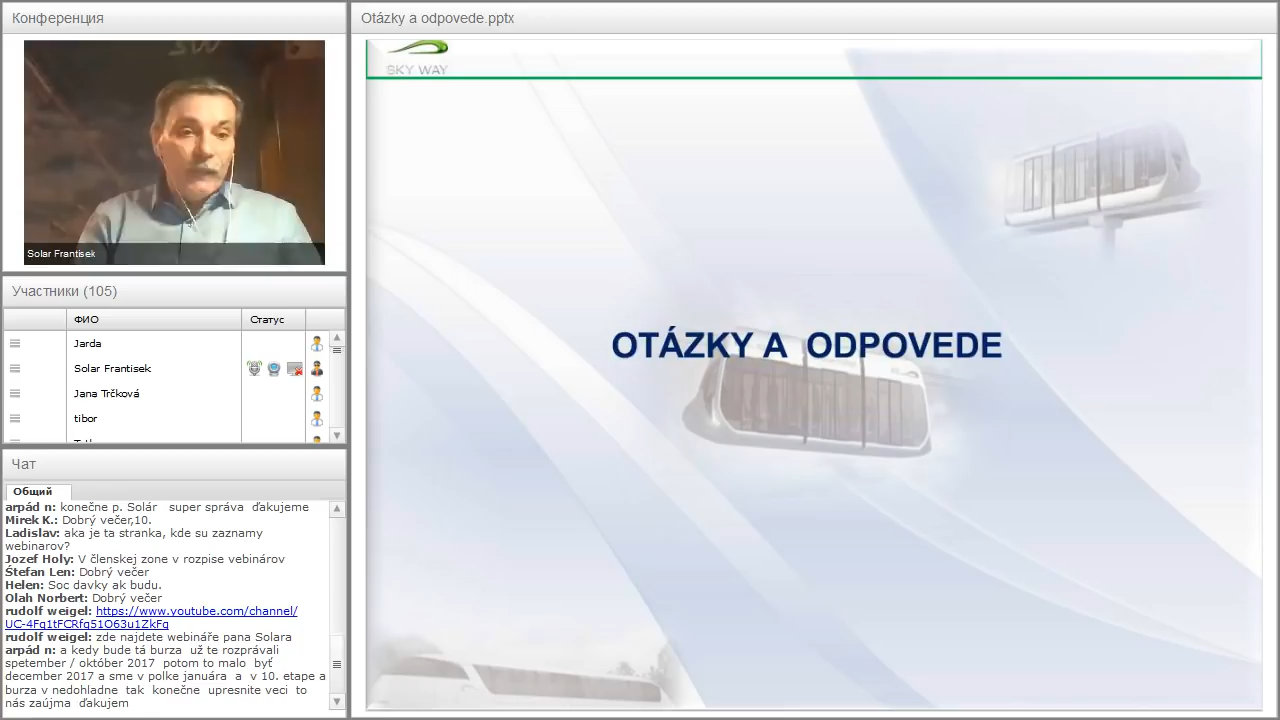 Конференция
Solar Frantisek
Участники (105)
ФИО Статус
Jarda
Solar Frantisek
Jana Trčková
tibor
Чат
Общий
arpád n: konečne p. Solár super správa ďakujeme
Mirek K.: Dobrý večer,10.
Ladislav: aka je ta stranka, kde su zaznamy
webinarov?
Jozef Holy: V členskej zone v rozpise vebinárov
Štefan Len: Dobrý večer
Helen: Soc davky ak budu.
Olah Norbert: Dobrý večer
rudolf weigel: https://www.youtube.com/channel/
UC-4Fq1tFCRfq51O63u1ZkFg
rudolf weigel: zde najdete webináře pana Solara
arpád n: a kedy bude tá burza už te rozprávali
spetember / október 2017 potom to malo byť
december 2017 a sme v polke januára a v 10. etape a
burza v nedohladne tak konečne upresnite veci to
nás zaújma ďakujem
Otázky a odpovede.pptx
SKY WAY
OTÁZKY A ODPOVEDE